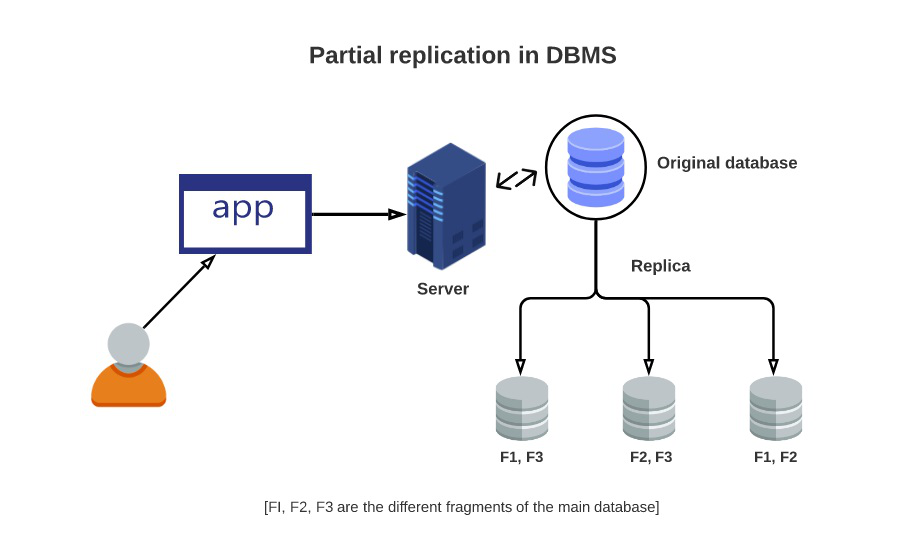 Partial replication in DBMS
Original database
app
Replica
Server
F1, F3
F2, F3
F1, F2
[FI, F2, F3 are the different fragments of the main database]